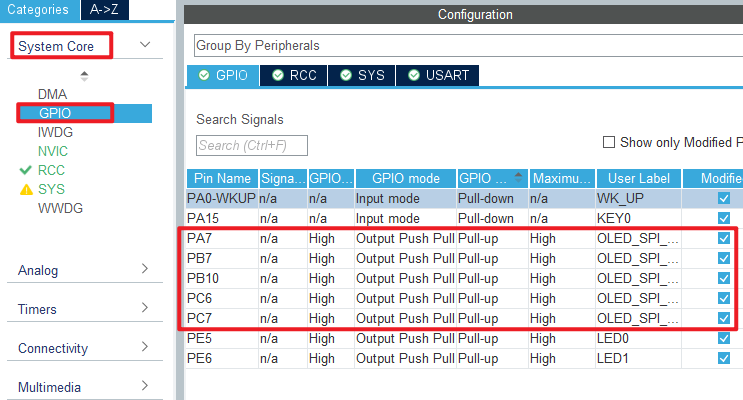 Categories A->Z
Configuration
System Core
Group By Peripherals
GPIO RCC SYS USART
DMA
GPIO
IWDG
NVIC
RCC
SYS
WWDG
Search Signals
Search (Ctrl+F)
Show only Modified P
Pin Name Signa... GPIO... GPIO mode GPIO ... Maximu... User Label Modifie
PA0-WKUP n/a n/a Input mode Pull-down n/a WK_UP
PA15 n/a n/a Input mode Pull-down n/a KEY0
PA7 n/a High Output Push Pull Pull-up High OLED_SPI_...
PB7 n/a High Output Push Pull Pull-up High OLED_SPI_...
PB10 n/a High Output Push Pull Pull-up High OLED_SPI_...
PC6 n/a High Output Push Pull Pull-up High OLED_SPI_...
PC7 n/a High Output Push Pull Pull-up High OLED_SPI_...
PE5 n/a High Output Push Pull Pull-up High LED0
PE6 n/a High Output Push Pull Pull-up High LED1
Analog
Timers
Connectivity
Multimedia